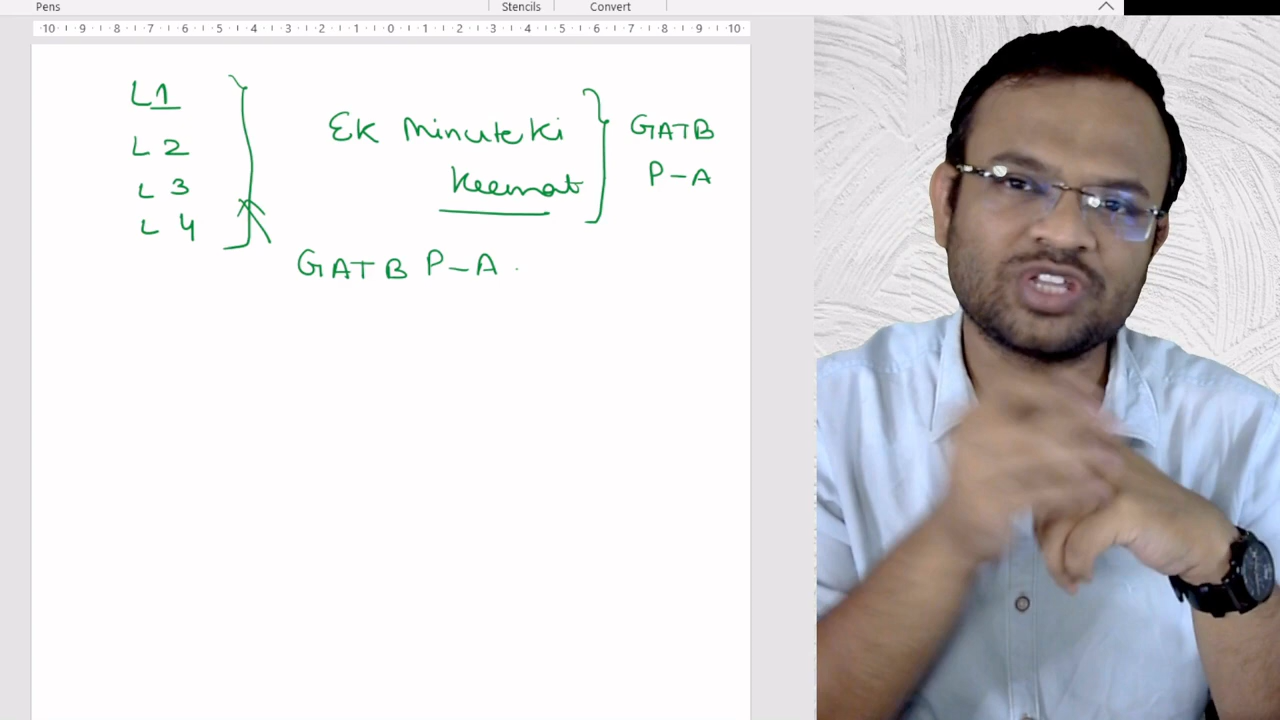 Pens Stencils Convert
10 9 8 7 6 5 4 3 2 1 0 1 2 3 4 5 6 7 8 9 10
L1
L2
L3
L4
EK Minute ki
Keemat
GATB
P-A
GATB P-A.